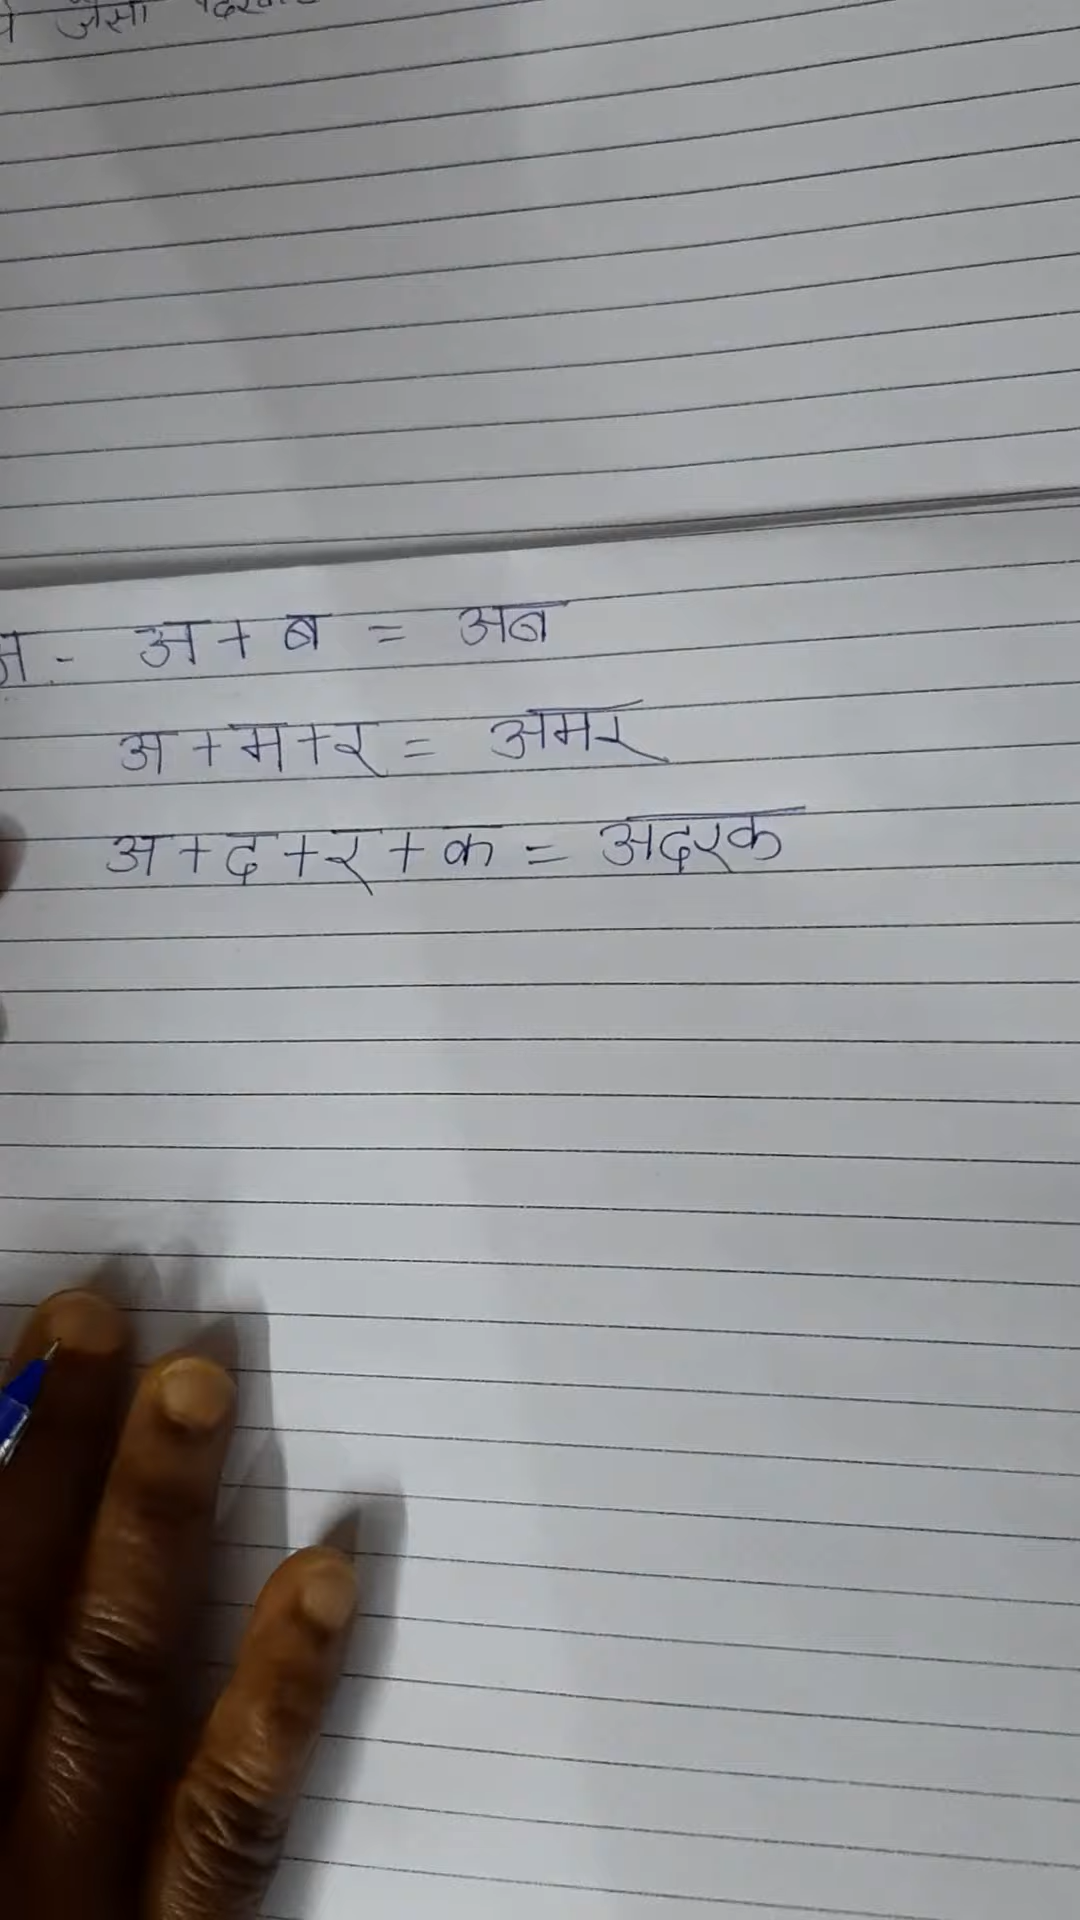 जैसा
अ - अ + ब = अब
अ + म + र = अमर
अ + द + र + क = अदरक